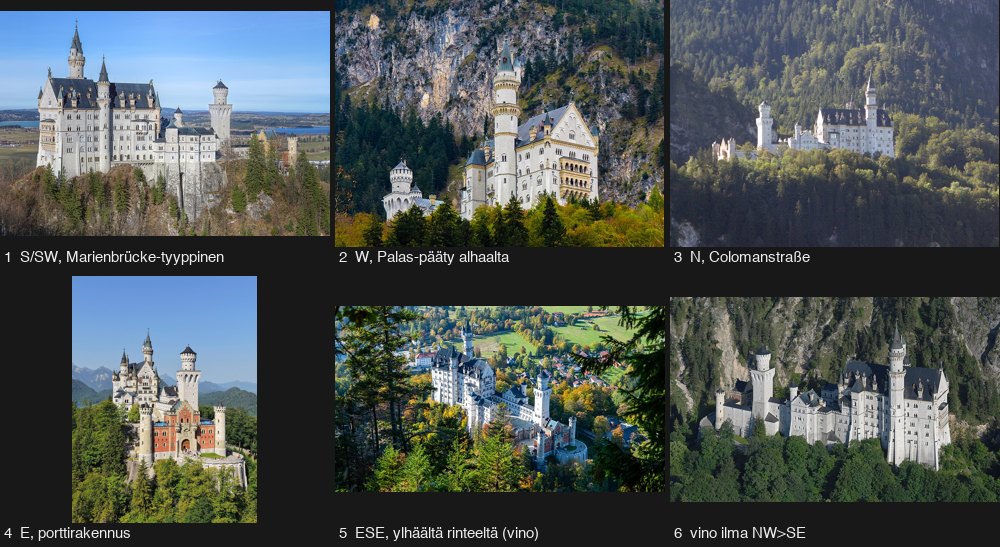 1 S/SW, Marienbrücke-tyyppinen
2 W, Palas-pääty alhaalta
3 N, Colomanstraße
4 E, porttirakennus
5 ESE, ylhäältä rinteeltä (vino)
6 vino ilma NW>SE